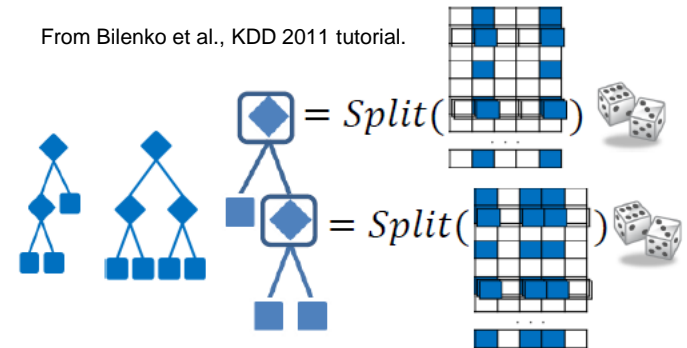 From Bilenko et al., KDD 2011 tutorial.
= Split( )
. . .
= Split( )
. . .